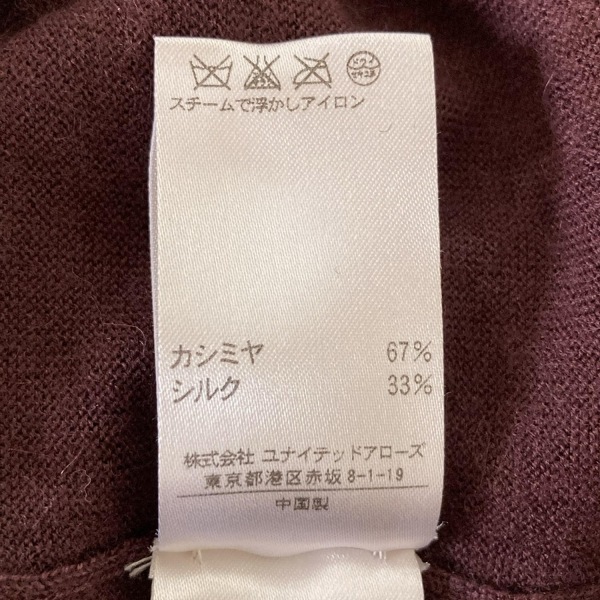 ドライ
セキユ系
スチームで浮かしアイロン
カシミヤ 67%
シルク 33%
株式会社 ユナイテッドアローズ
東京都港区赤坂8-1-19
中国製